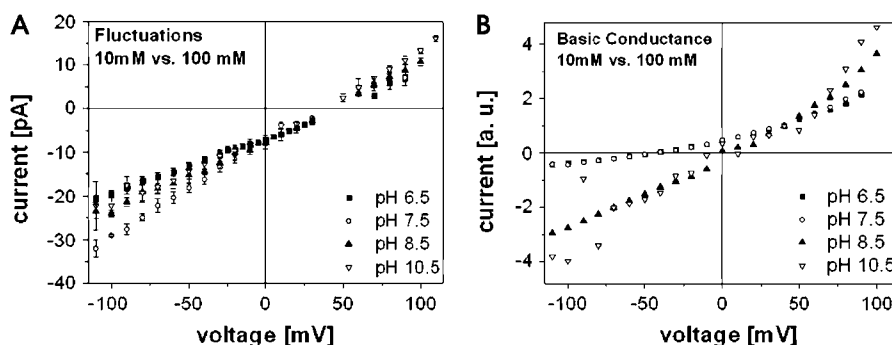 A
Fluctuations
10mM vs. 100 mM
current [pA]
20
10
0
-10
-20
-30
-40
-100
-50
0
50
100
voltage [mV]
pH 6.5
pH 7.5
pH 8.5
pH 10.5
B
Basic Conductance
10mM vs. 100 mM
current [a. u.]
4
2
0
-2
-4
-100
-50
0
50
100
voltage [mV]
pH 6.5
pH 7.5
pH 8.5
pH 10.5